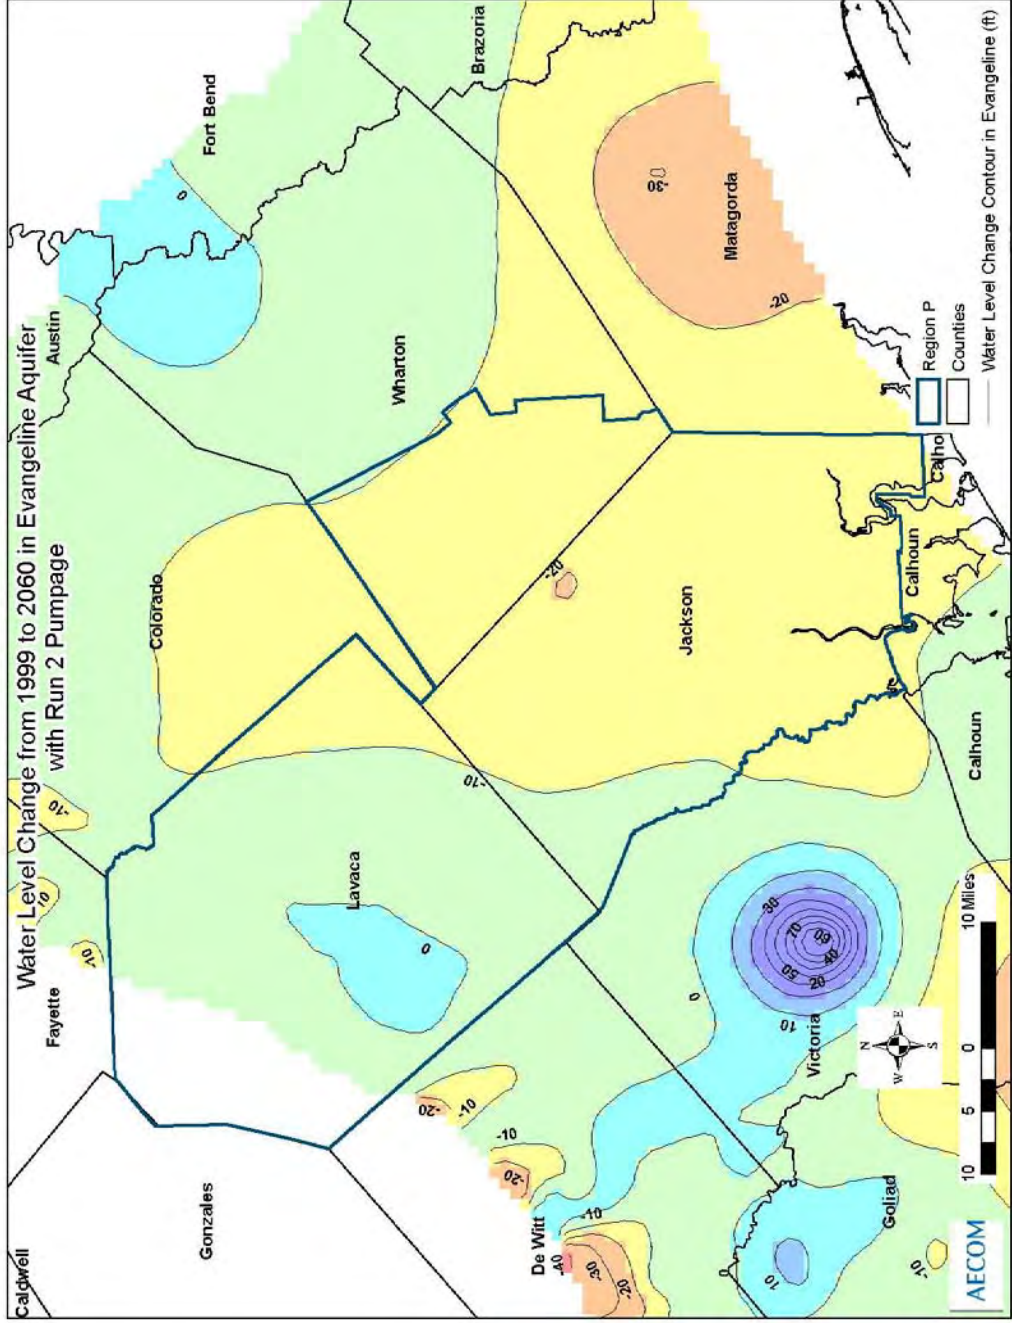 Water Level Change from 1999 to 2060 in Evangeline Aquifer
with Run 2 Pumpage
Caldwell
Gonzales
Fayette
Austin
Fort Bend
Brazoria
Colorado
Wharton
Lavaca
Matagorda
Jackson
De Witt
Victoria
Goliad
Calhoun
Calhoun
Calho
-10
10
-10
-10
0
0
-10
-20
-30
-20
-20
-10
-10
-20
-10
-40
-30
-20
0
10
30
70
60
50
40
20
0
10
-10
N
W
E
S
10
5
0
10 Miles
AECOM
Region P
Counties
Water Level Change Contour in Evangeline (ft)